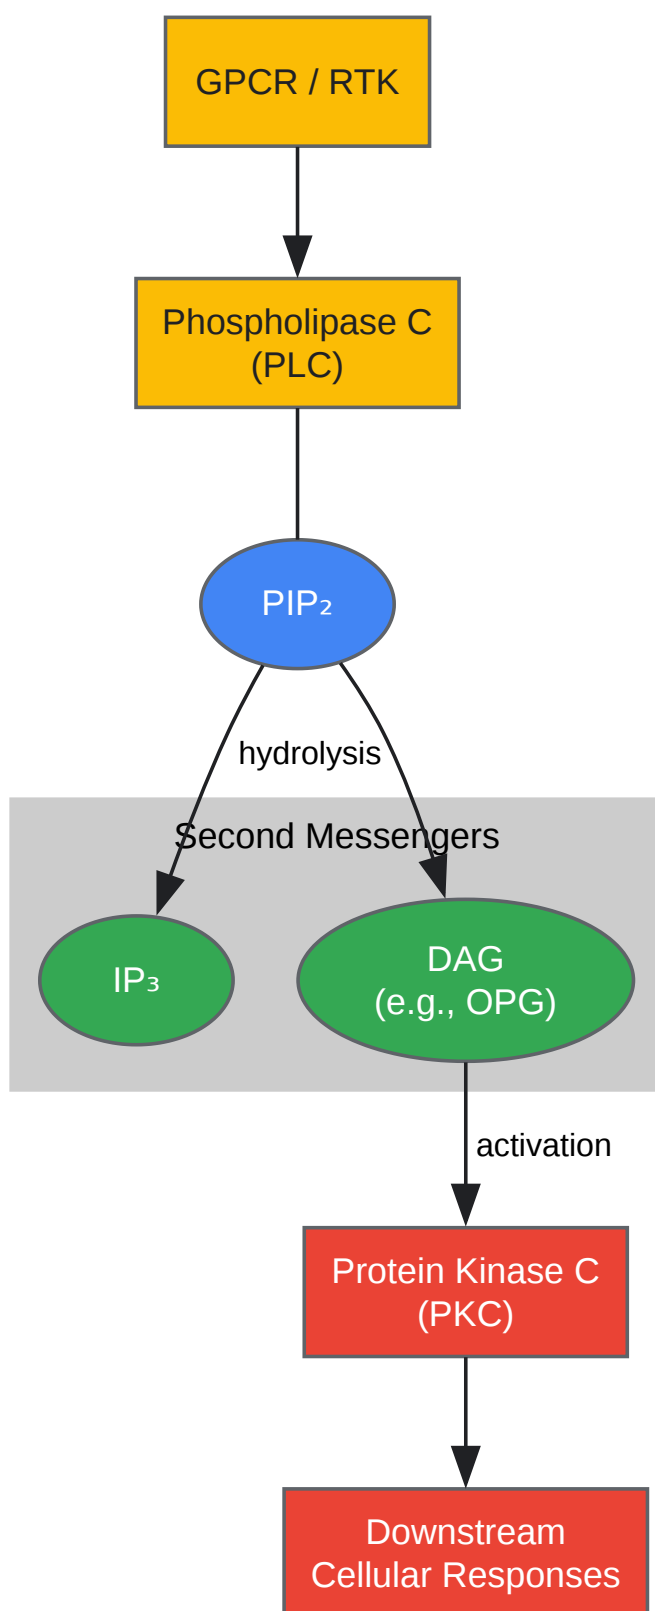 GPCR / RTK
Phospholipase C
(PLC)
PIP₂
hydrolysis
Second Messengers
IP₃
DAG
(e.g., OPG)
activation
Protein Kinase C
(PKC)
Downstream
Cellular Responses